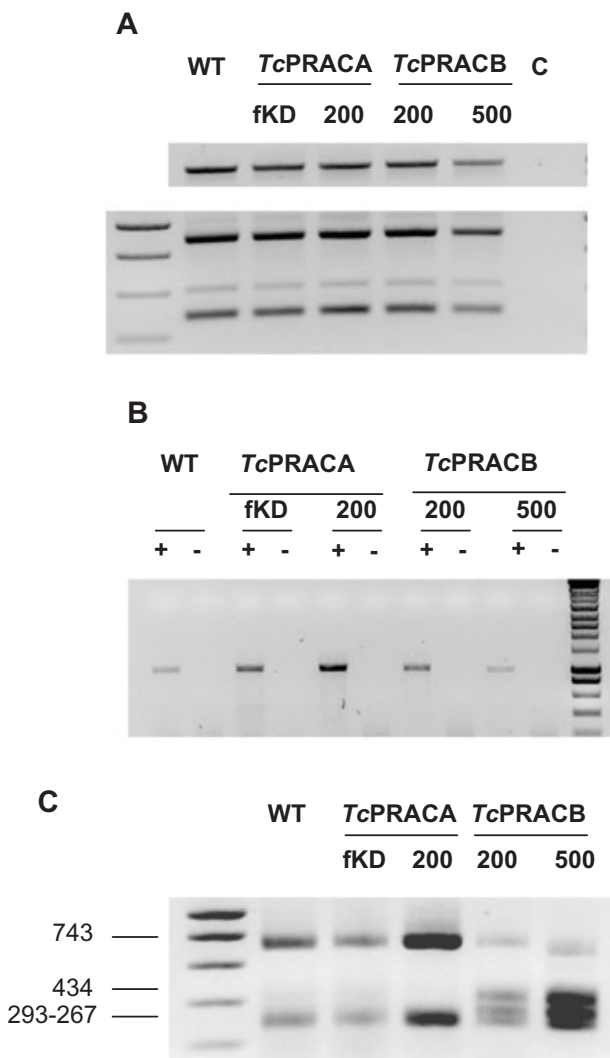 A
WT TcPRACA TcPRACB C
fKD 200 200 500
B
WT TcPRACA TcPRACB
fKD 200 200 500
+ - + - + - + - + -
C
WT TcPRACA TcPRACB
fKD 200 200 500
743
434
293-267